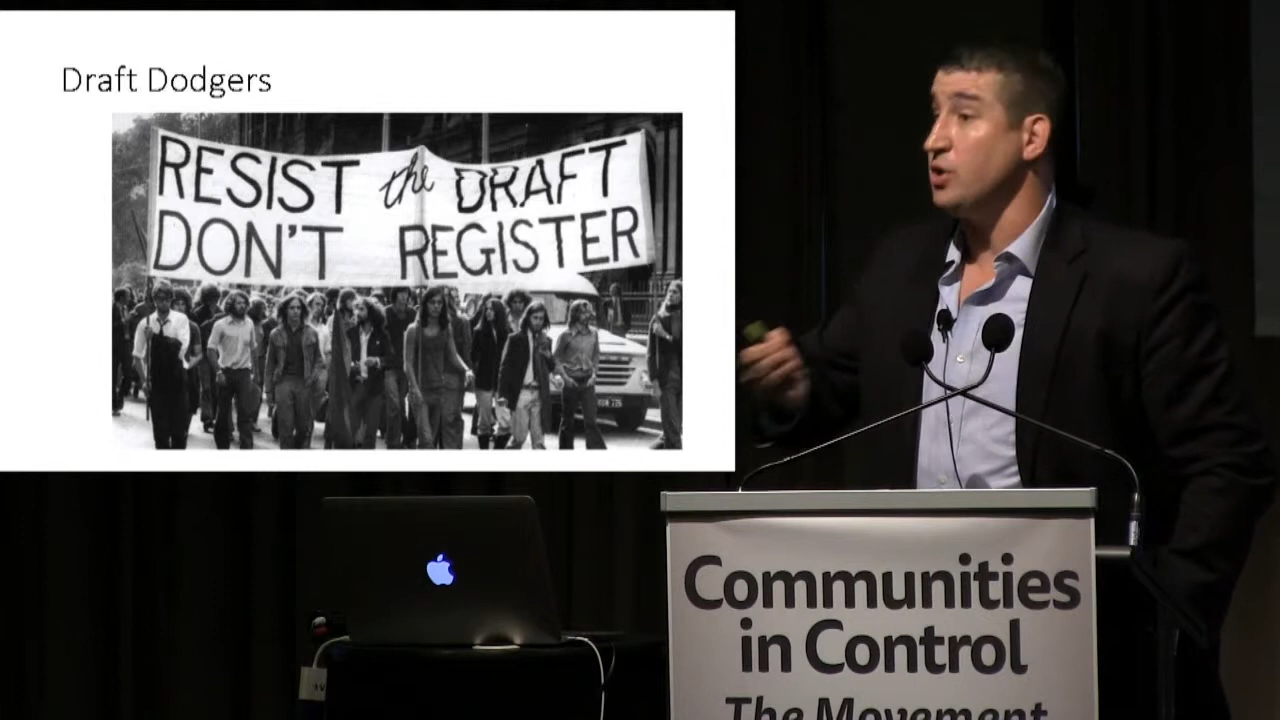 Draft Dodgers
RESIST the DRAFT
DON'T REGISTER
Communities
in Control
The Movement